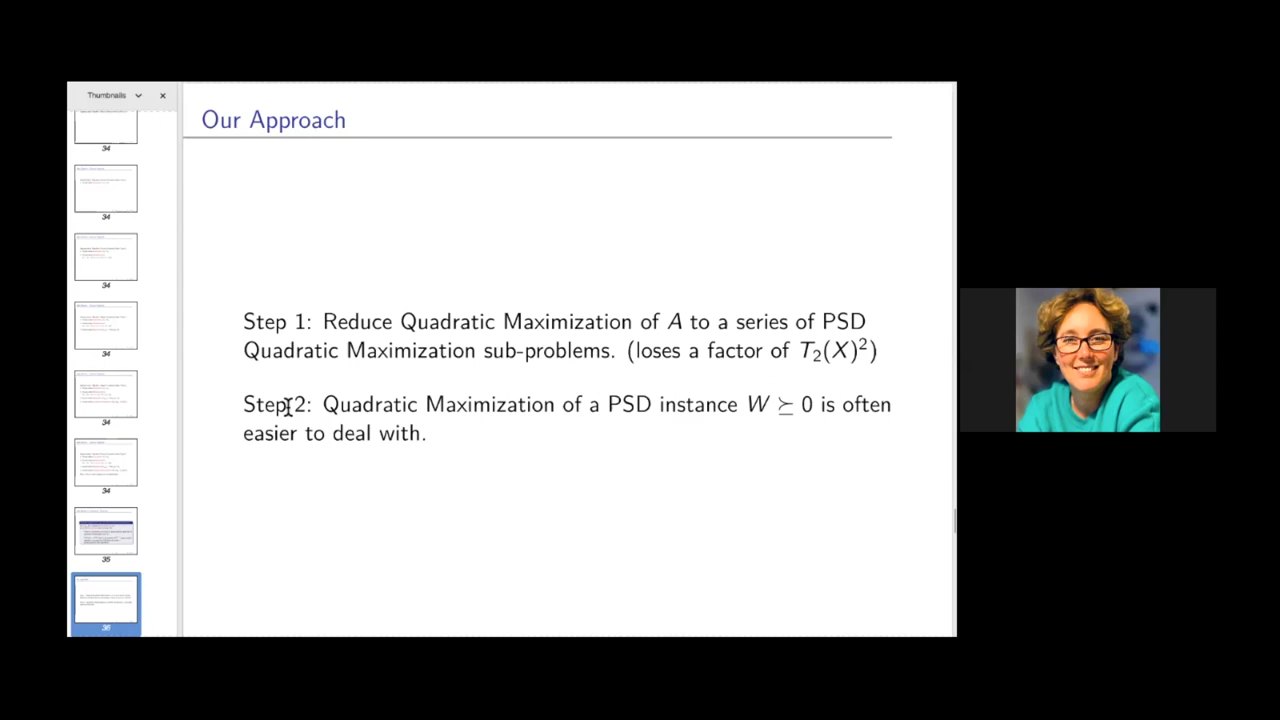 Thumbnails
Our Approach
34
34
34
34
34
34
35
36
Step 1: Reduce Quadratic Maximization of A to a series of PSD
Quadratic Maximization sub-problems. (loses a factor of T₂(X)²)
Step 2: Quadratic Maximization of a PSD instance W ⪰ 0 is often
easier to deal with.